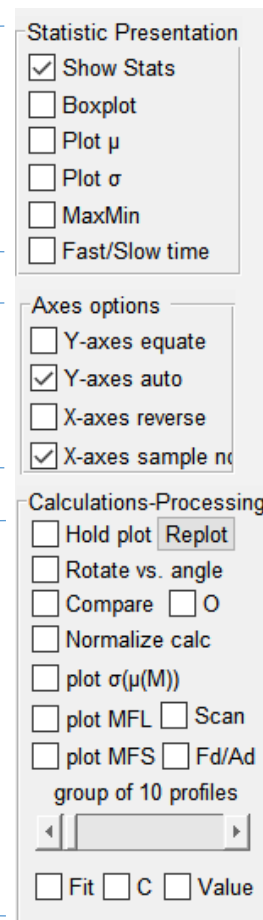 Statistic Presentation
Show Stats
Boxplot
Plot μ
Plot σ
MaxMin
Fast/Slow time
Axes options
Y-axes equate
Y-axes auto
X-axes reverse
X-axes sample no
Calculations-Processing
Hold plot Replot
Rotate vs. angle
Compare O
Normalize calc
plot σ(μ(M))
plot MFL Scan
plot MFS Fd/Ad
group of 10 profiles
Fit C Value